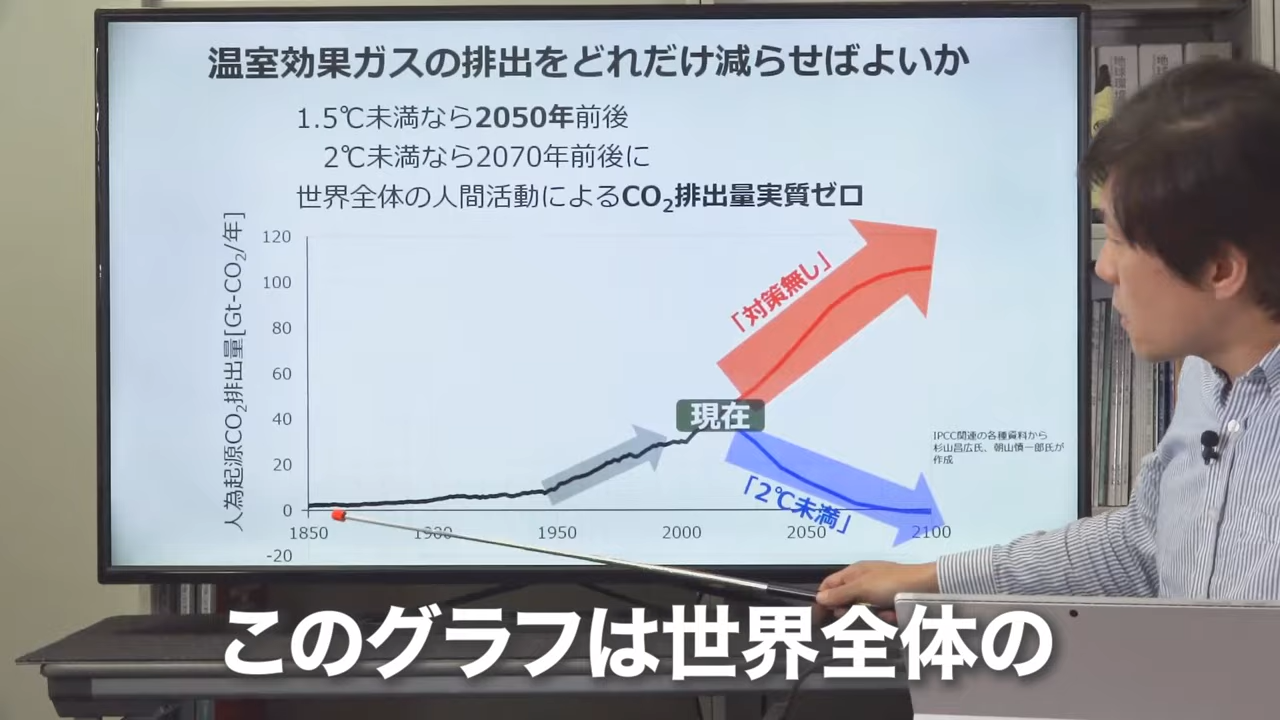 温室効果ガスの排出をどれだけ減らせばよいか
1.5℃未満なら2050年前後
2℃未満なら2070年前後に
世界全体の人間活動によるCO₂排出量実質ゼロ
人為起源CO₂排出量[Gt-CO₂/年]
120
100
80
60
40
20
0
-20
1850
1900
1950
2000
2050
2100
「対策無し」
現在
「2℃未満」
IPCC関連の各種資料から
杉山昌広氏、朝山慎一郎氏が
作成
地球環境
地球
このグラフは世界全体の